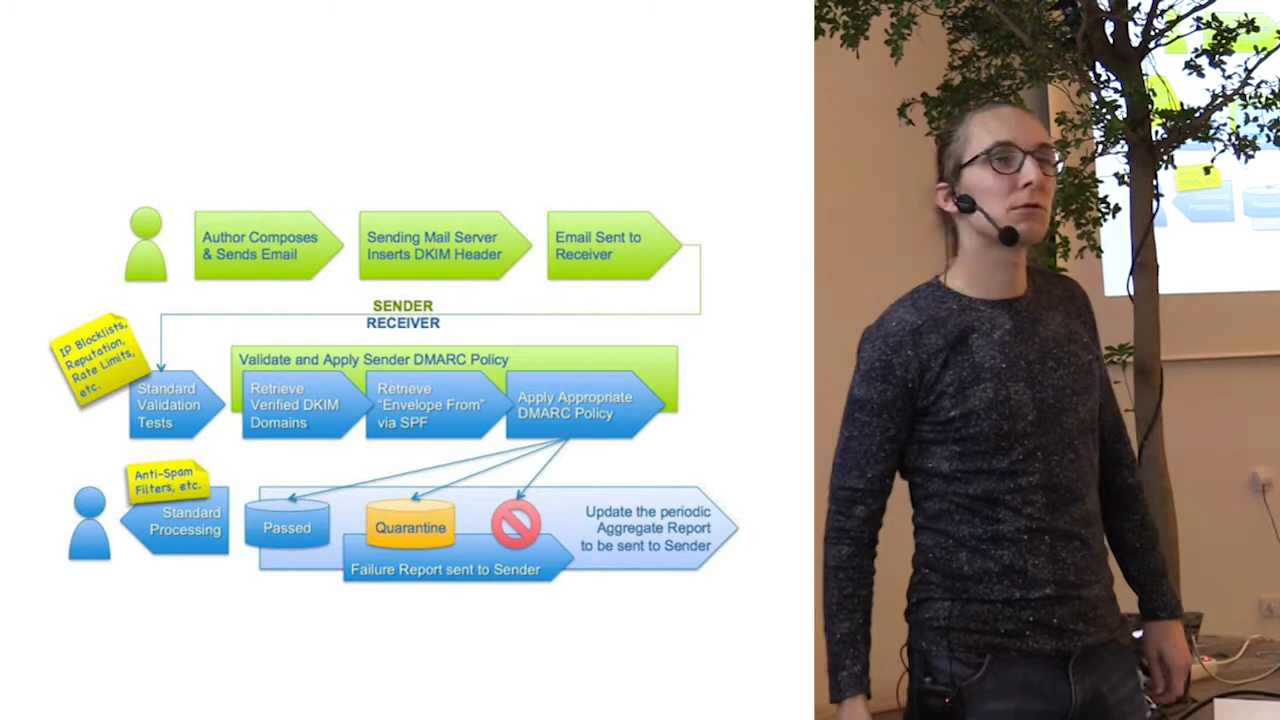 Author Composes
& Sends Email
Sending Mail Server
Inserts DKIM Header
Email Sent to
Receiver
SENDER
RECEIVER
IP Blocklists,
Reputation,
Rate Limits,
etc.
Validate and Apply Sender DMARC Policy
Standard
Validation
Tests
Retrieve
Verified DKIM
Domains
Retrieve
“Envelope From”
via SPF
Apply Appropriate
DMARC Policy
Anti-Spam
Filters, etc.
Standard
Processing
Passed
Quarantine
Update the periodic
Aggregate Report
to be sent to Sender
Failure Report sent to Sender